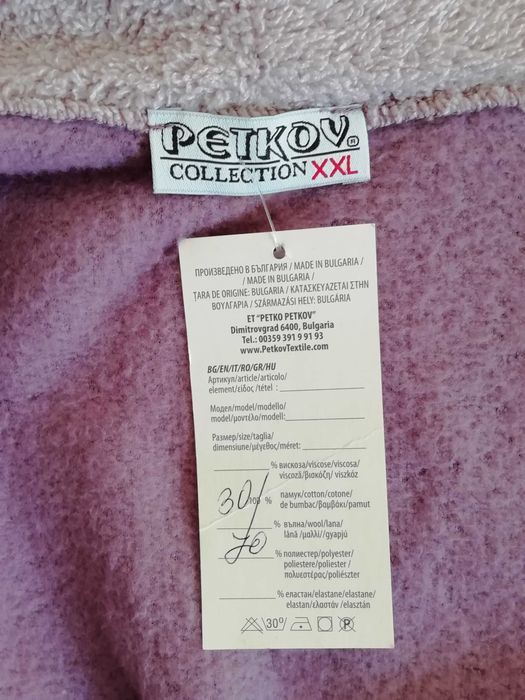 PETKOV ®
COLLECTION XXL
ПРОИЗВЕДЕНО В БЪЛГАРИЯ / MADE IN BULGARIA /
/ MADE IN BULGARIA /
ȚARA DE ORIGINE: BULGARIA / ΚΑΤΑΣΚΕΥΑΖΕΤΑΙ ΣΤΗΝ
ΒΟΥΛΓΑΡΙΑ / SZÁRMAZÁSI HELY: BULGÁRIA
ET "PETKO PETKOV"
Dimitrovgrad 6400, Bulgaria
Tel.: 00359 391 9 91 93
www.PetkovTextile.com
BG/EN/IT/RO/GR/HU
Артикул/article/articolo/
element/είδος /tétel :
Модел/model/modello/
model/μοντέλο/modell:
Размер/size/taglia/
dimensiune/μέγεθος/méret:
% вискоза/viscose/viscosa/
viscoză/βισκόζη/ viszkóz
30/ 100 % памук/cotton/cotone/
de bumbac/βαμβάκι/pamut
% вълна/wool/lana/
lână /μαλλί/gyapjú
70 % полиестер/polyester/
poliestere/poliester /
πολυεστέρας/poliészter
% еластан/elastane/elastane/
elastan/ελαστάν/elasztán
30° P